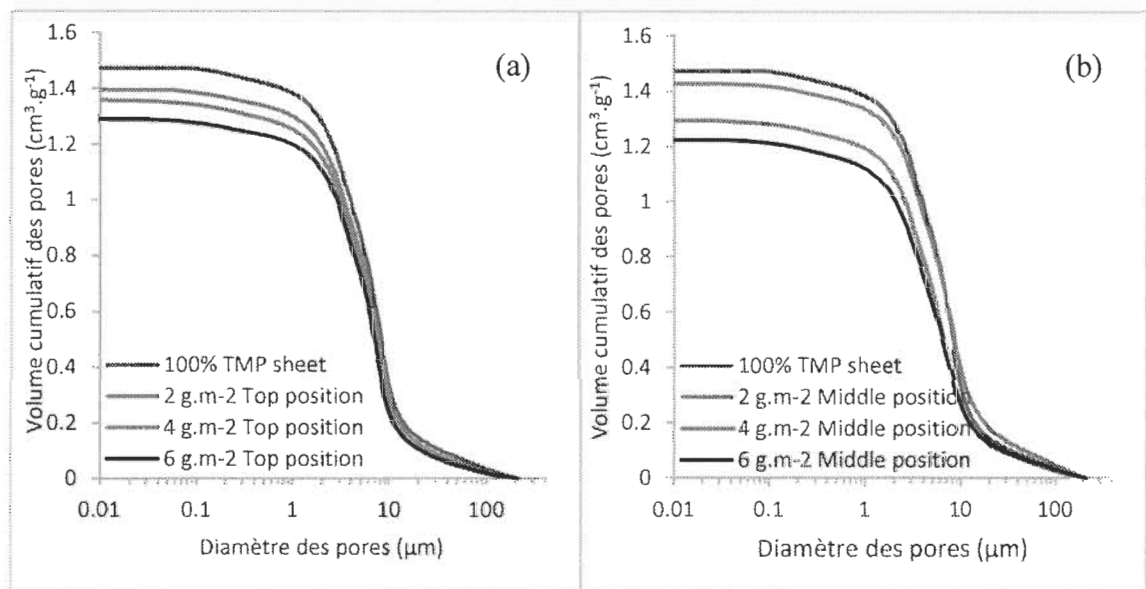 (a)
Volume cumulatif des pores (cm³.g⁻¹)
1.6
1.4
1.2
1
0.8
0.6
0.4
0.2
0
100% TMP sheet
2 g.m-2 Top position
4 g.m-2 Top position
6 g.m-2 Top position
0.01 0.1 1 10 100
Diamètre des pores (µm)
(b)
Volume cumulatif des pores (cm³.g⁻¹)
1.6
1.4
1.2
1
0.8
0.6
0.4
0.2
0
100% TMP sheet
2 g.m-2 Middle position
4 g.m-2 Middle position
6 g.m-2 Middle position
0.01 0.1 1 10 100
Diamètre des pores (µm)